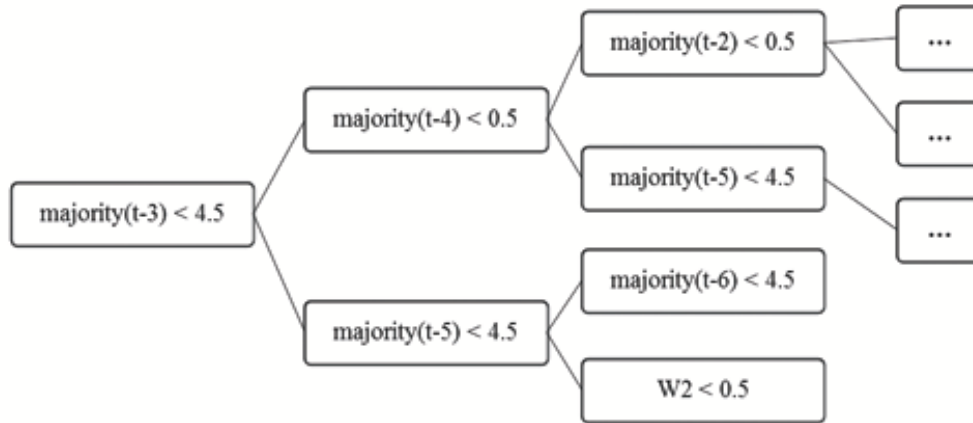 majority(t-2) < 0.5
...
majority(t-4) < 0.5
...
majority(t-5) < 4.5
majority(t-3) < 4.5
...
majority(t-6) < 4.5
majority(t-5) < 4.5
W2 < 0.5